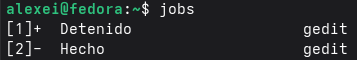 alexei@fedora:~$ jobs
[1]+  Detenido                gedit
[2]-  Hecho                   gedit